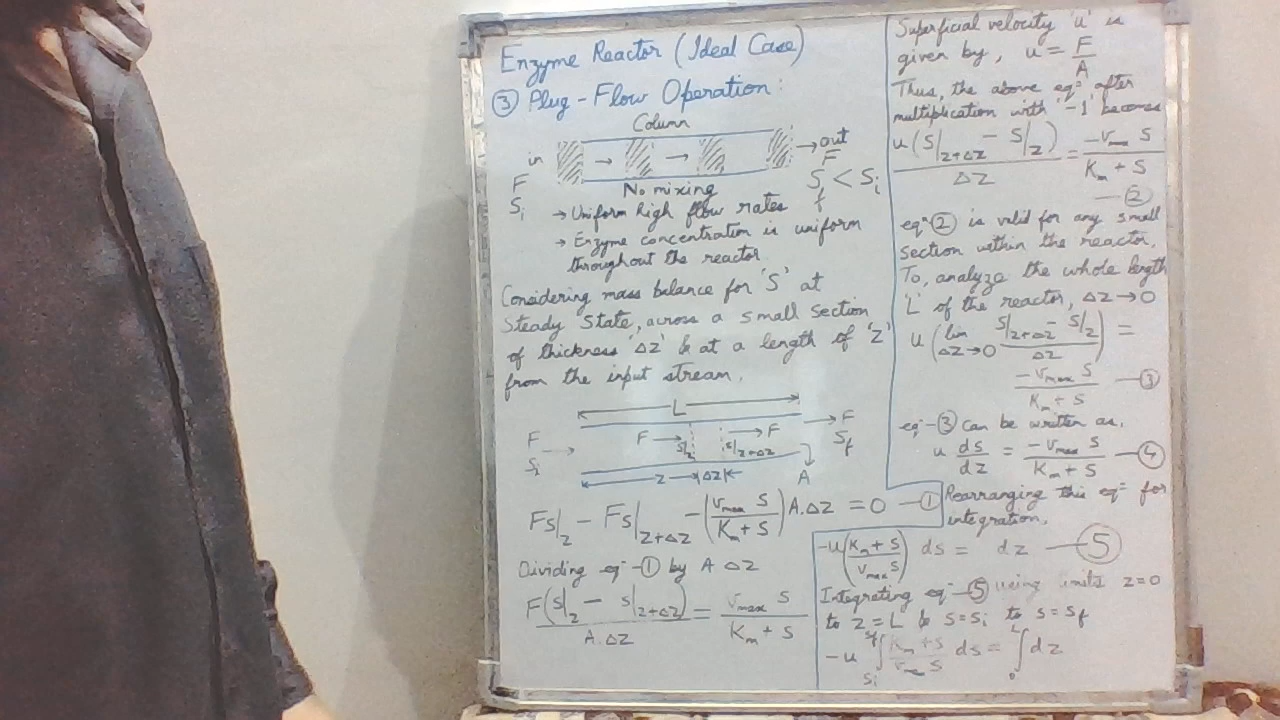 Enzyme Reactor (Ideal Case)
③ Plug-Flow Operation:
Column
in → → → out
F F
Si Sf < Si
No mixing
→ Uniform high flow rates
→ Enzyme concentration is uniform
throughout the reactor
Considering mass balance for 'S' at
Steady State, across a small section
of thickness 'Δz' & at a length of 'z'
from the input stream.
L
F F → → F → F
Si → S|z S|z+Δz Sf
z Δz A
FS|z − FS|z+Δz − (vmax S / Km + S) A.Δz = 0 — ①
Dividing eqn-① by A Δz
F(S|z − S|z+Δz) / A.Δz = vmax S / Km + S
Superficial velocity 'u' is
given by, u = F/A
Thus, the above eqn after
multiplication with '-1' becomes
u(S|z+Δz − S|z) / Δz = −vmax S / Km + S
— ②
eqn ② is valid for any small
section within the reactor.
To, analyze the whole length
'L' of the reactor, Δz→0
u (lim Δz→0 S|z+Δz − S|z / Δz) =
−vmax S / Km + S — ③
eqn-③ can be written as,
u ds/dz = −vmax S / Km + S — ④
Rearranging this eqn for
integration,
−u (Km + S / vmax S) ds = dz — ⑤
Integrating eqn-⑤ using limits z=0
to z=L & S=Si to S=Sf
−u ∫Si Sf Km + S / vmax S ds = ∫0 L dz